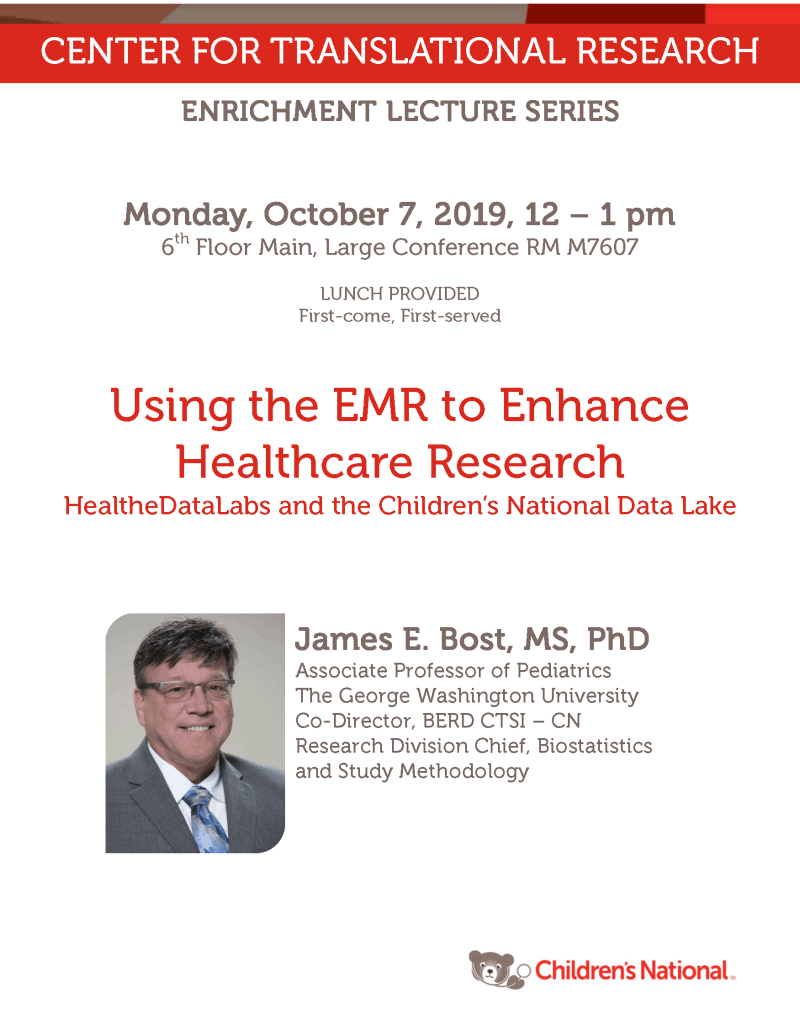 CENTER FOR TRANSLATIONAL RESEARCH
ENRICHMENT LECTURE SERIES
Monday, October 7, 2019, 12 – 1 pm
6th Floor Main, Large Conference RM M7607
LUNCH PROVIDED
First-come, First-served
Using the EMR to Enhance
Healthcare Research
HealtheDataLabs and the Children’s National Data Lake
James E. Bost, MS, PhD
Associate Professor of Pediatrics
The George Washington University
Co-Director, BERD CTSI – CN
Research Division Chief, Biostatistics
and Study Methodology
Children's National